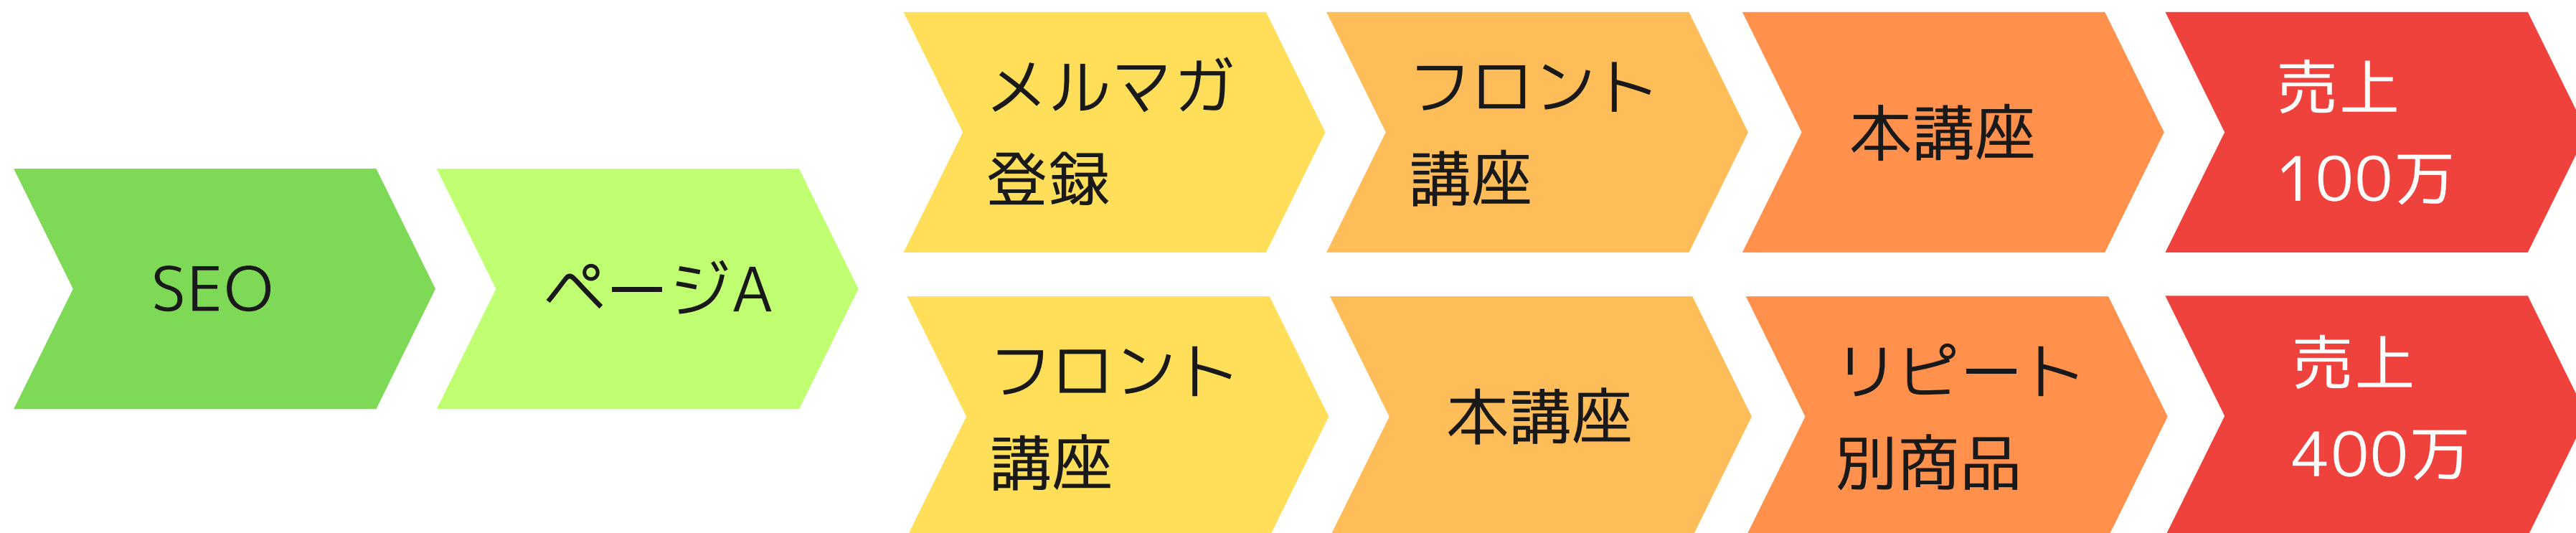 SEO
ページA
メルマガ
登録
フロント
講座
本講座
売上
100万
フロント
講座
本講座
リピート
別商品
売上
400万